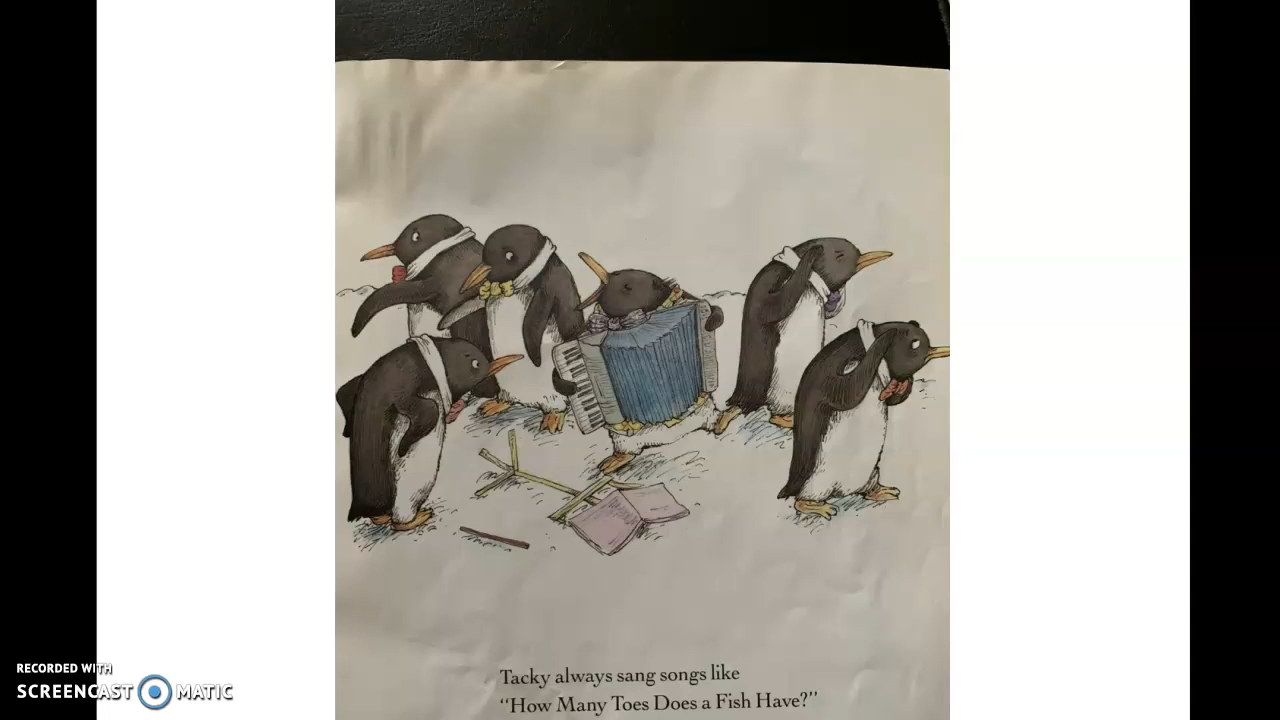 Tacky always sang songs like
“How Many Toes Does a Fish Have?”
RECORDED WITH
SCREENCAST MATIC